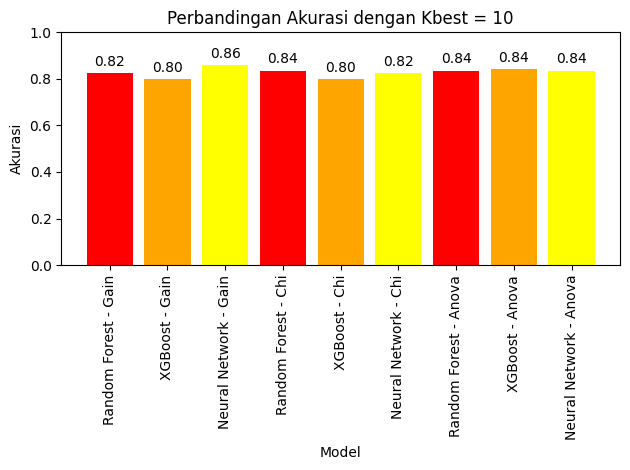 Perbandingan Akurasi dengan Kbest = 10
Akurasi
1.0
0.8
0.6
0.4
0.2
0.0
0.82
0.80
0.86
0.84
0.80
0.82
0.84
0.84
0.84
Random Forest - Gain
XGBoost - Gain
Neural Network - Gain
Random Forest - Chi
XGBoost - Chi
Neural Network - Chi
Random Forest - Anova
XGBoost - Anova
Neural Network - Anova
Model